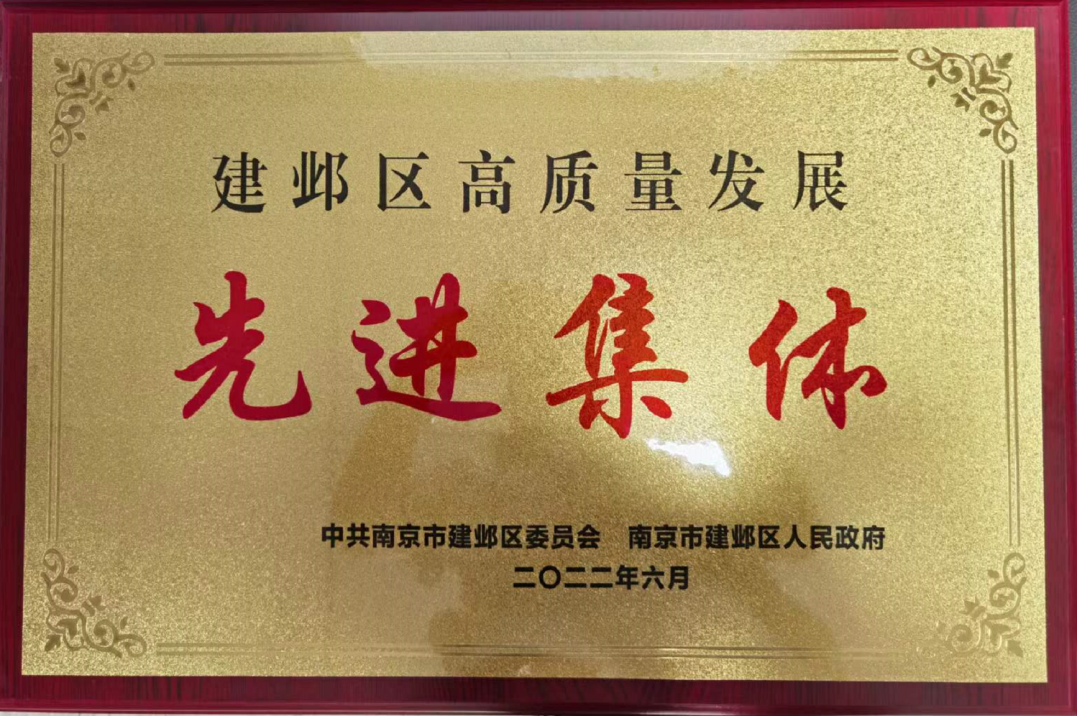 建邺区高质量发展
先进集体
中共南京市建邺区委员会 南京市建邺区人民政府
二〇二二年六月